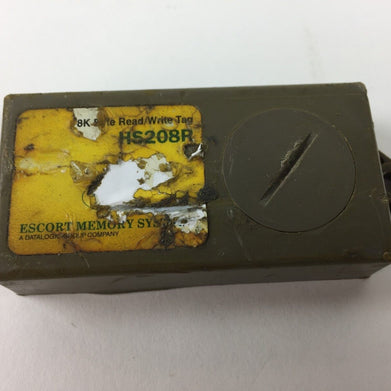 8K Read/Write Tag
HS208R
ESCORT MEMORY SYS
A DATALOGIC GROUP COMPANY